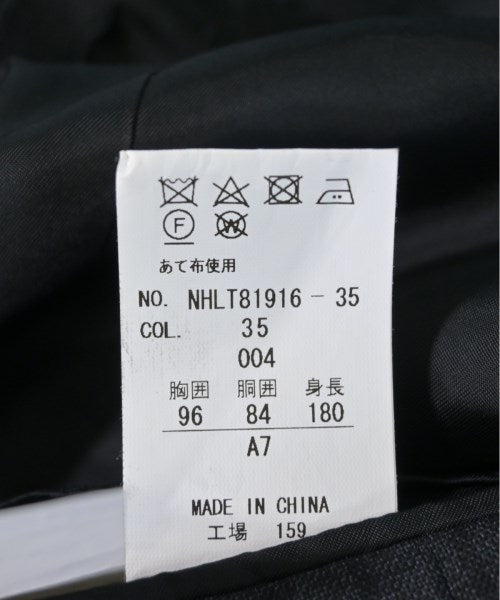 F W
あて布使用
NO. NHLT81916 - 35
COL. 35
004
胸囲 胴囲 身長
96 84 180
A7
MADE IN CHINA
工場 159